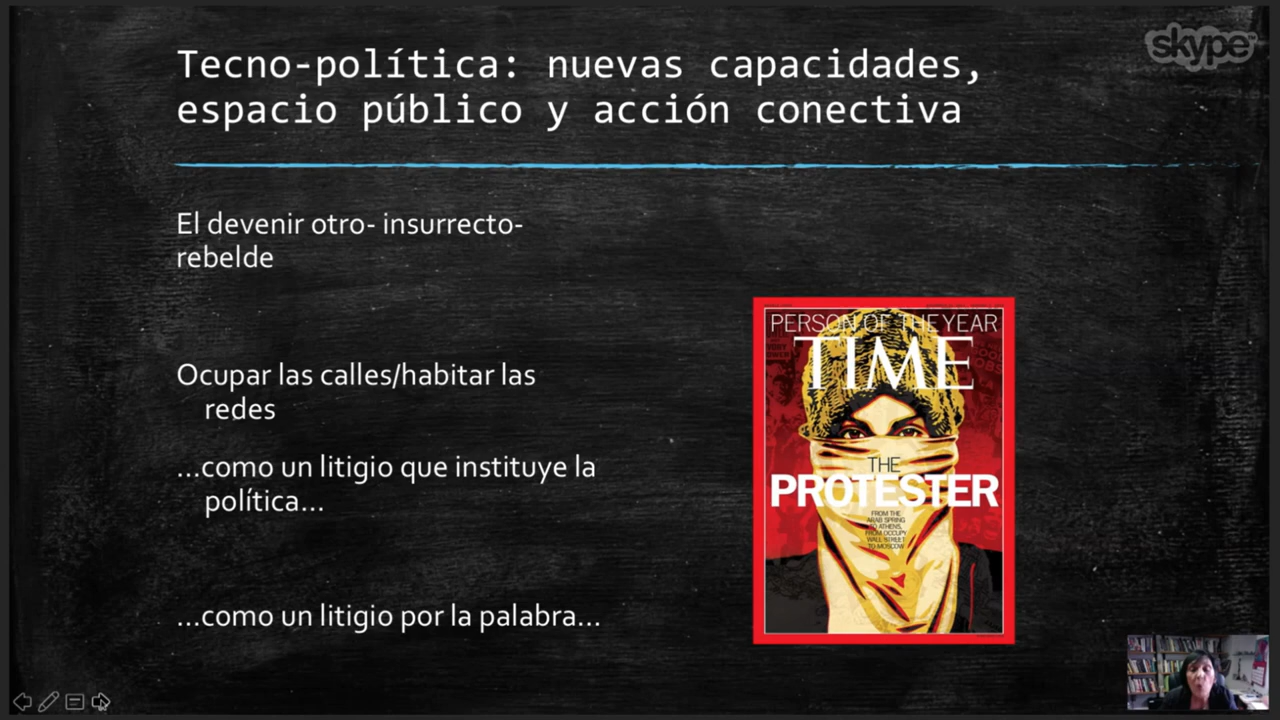 skype
Tecno-política: nuevas capacidades,
espacio público y acción conectiva
El devenir otro- insurrecto-
rebelde
Ocupar las calles/habitar las
redes
...como un litigio que instituye la
política...
...como un litigio por la palabra...
PERSON OF THE YEAR
TIME
THE
PROTESTER
FROM THE
ARAB SPRING
TO ATHENS,
FROM OCCUPY
WALL STREET
TO MOSCOW